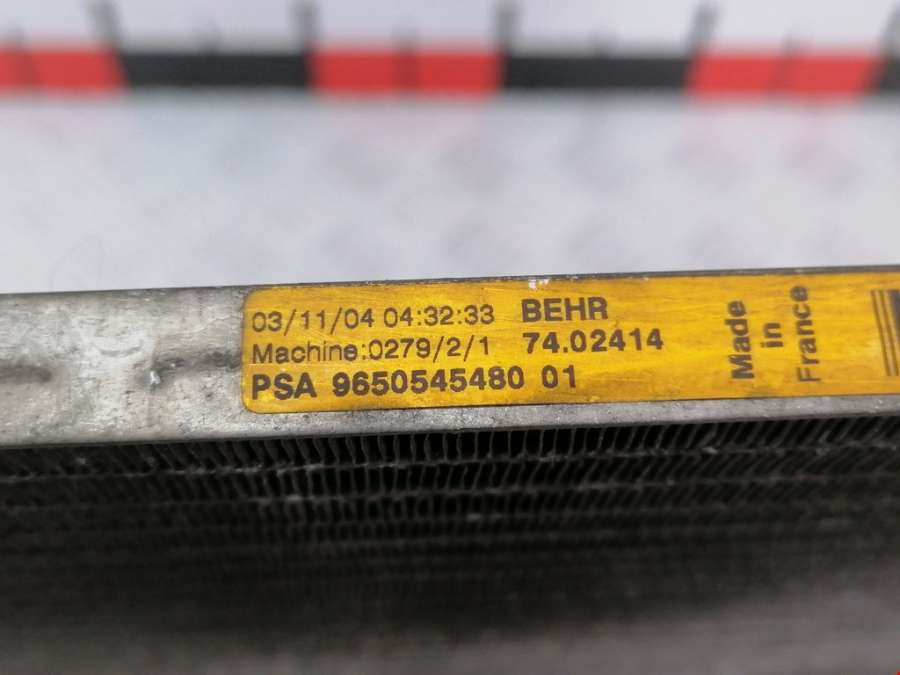 03/11/04 04:32:33 BEHR
Machine:0279/2/1 74.02414
PSA 9650545480 01
Made
in
France